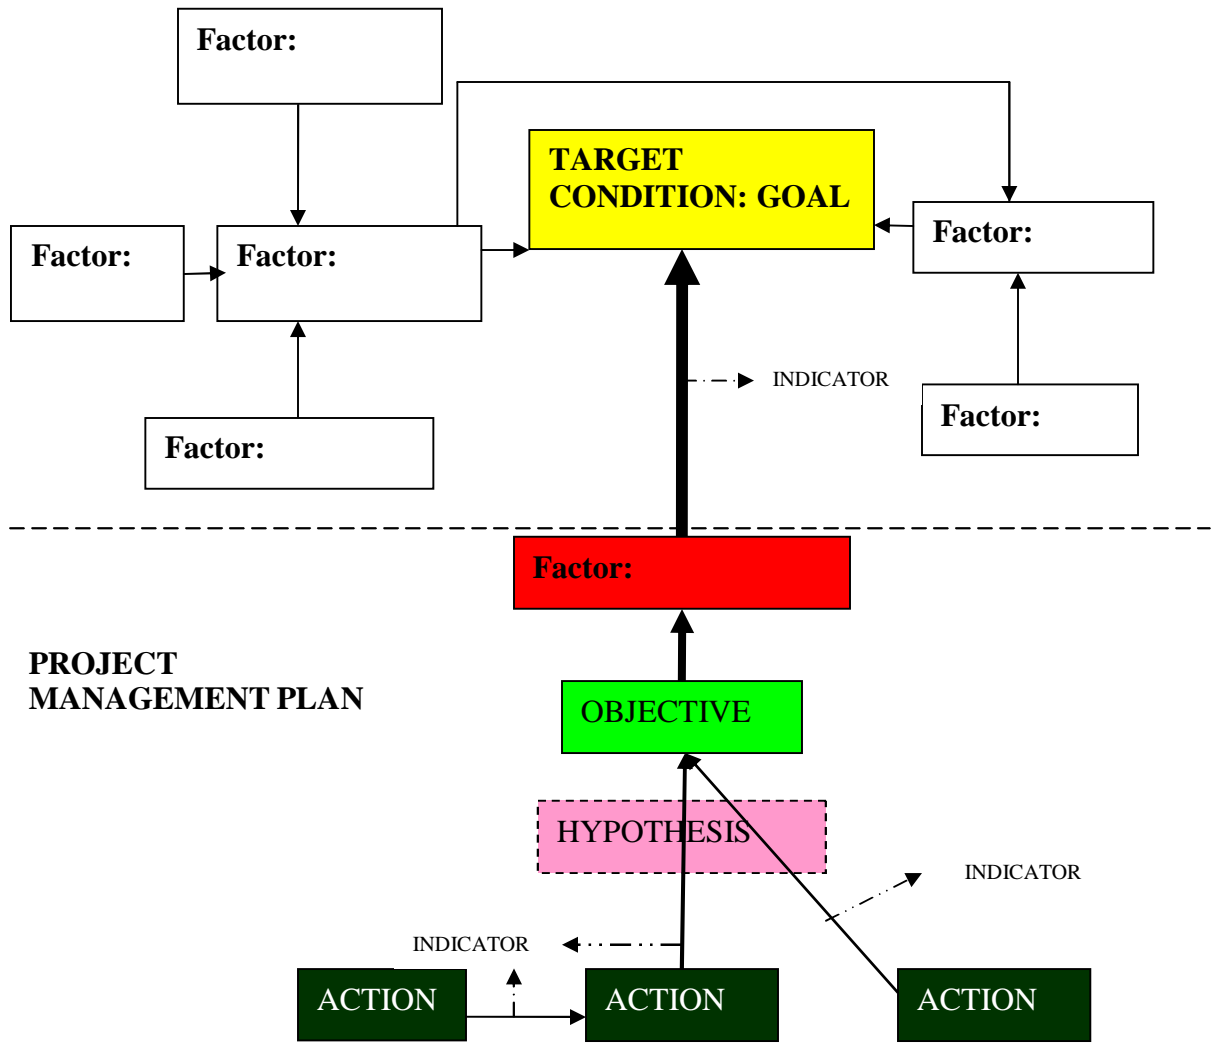 Factor:
TARGET
CONDITION: GOAL
Factor:
Factor:
Factor:
INDICATOR
Factor:
Factor:
Factor:
PROJECT
MANAGEMENT PLAN
OBJECTIVE
HYPOTHESIS
INDICATOR
INDICATOR
ACTION
ACTION
ACTION